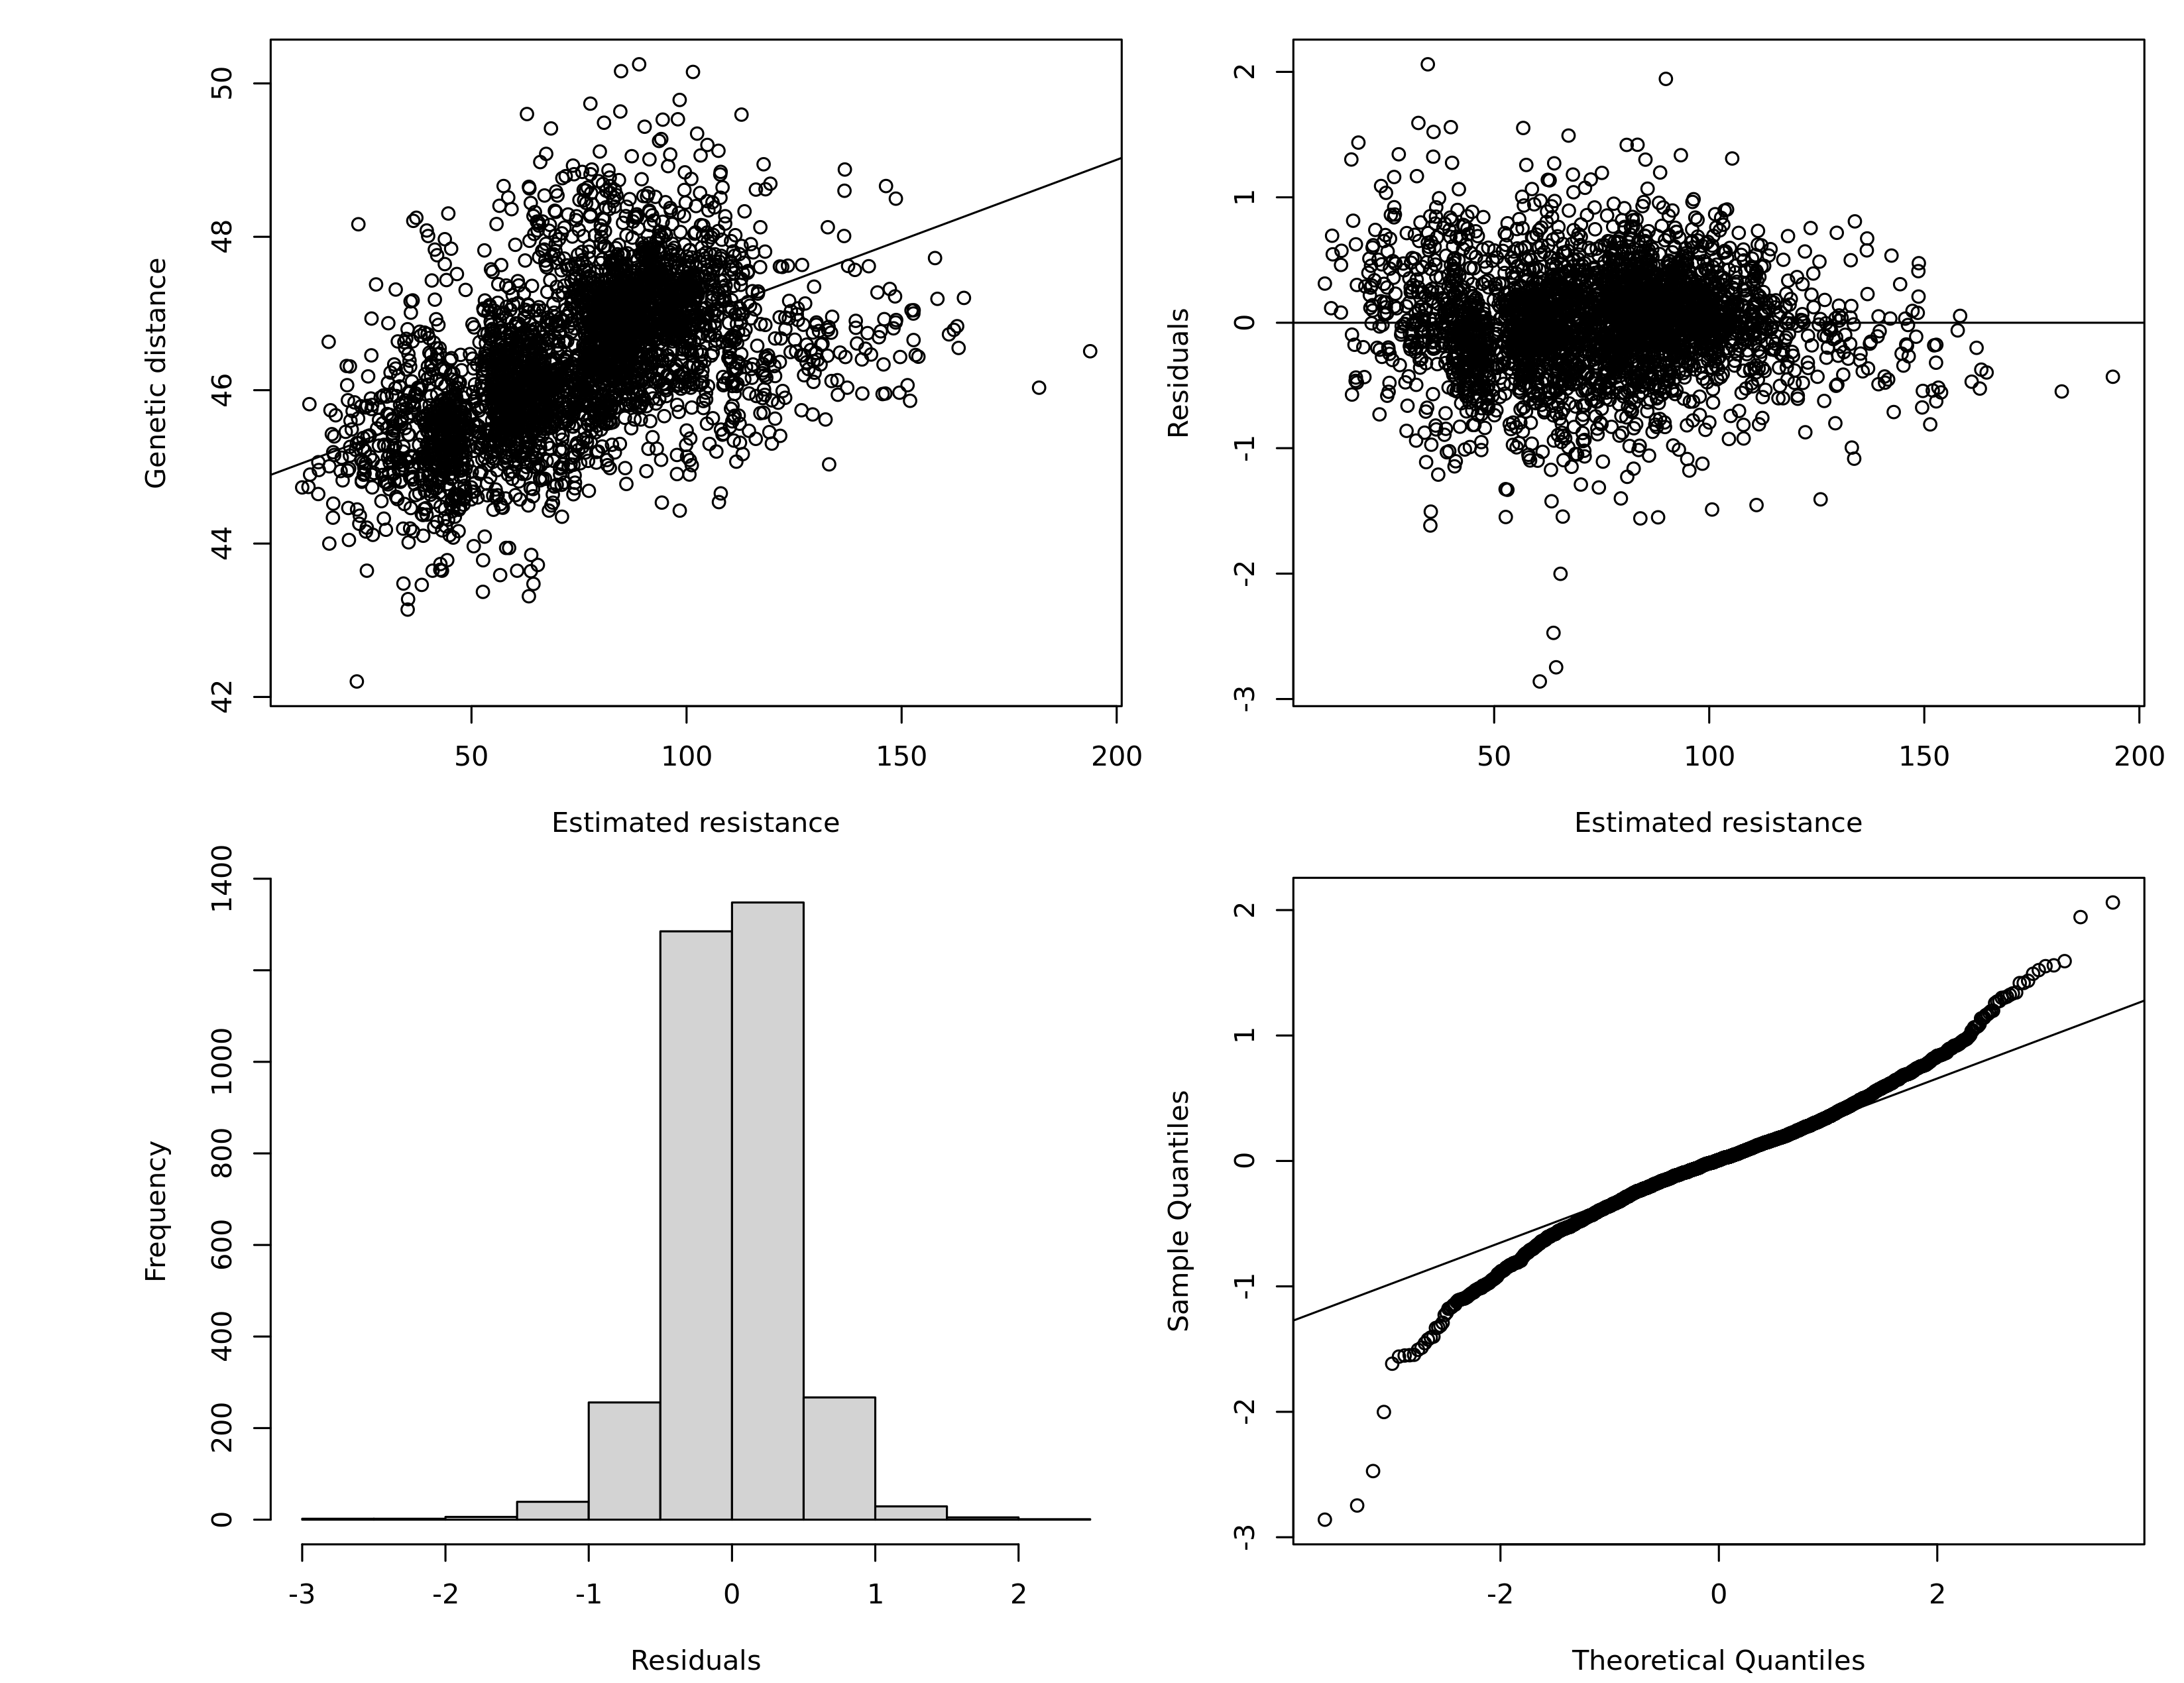 50
48
46
44
42
Genetic distance
50 100 150 200
Estimated resistance
2
1
0
-1
-2
-3
Residuals
50 100 150 200
Estimated resistance
1400
1000
800
600
400
200
0
Frequency
-3 -2 -1 0 1 2
Residuals
2
1
0
-1
-2
-3
Sample Quantiles
-2 0 2
Theoretical Quantiles